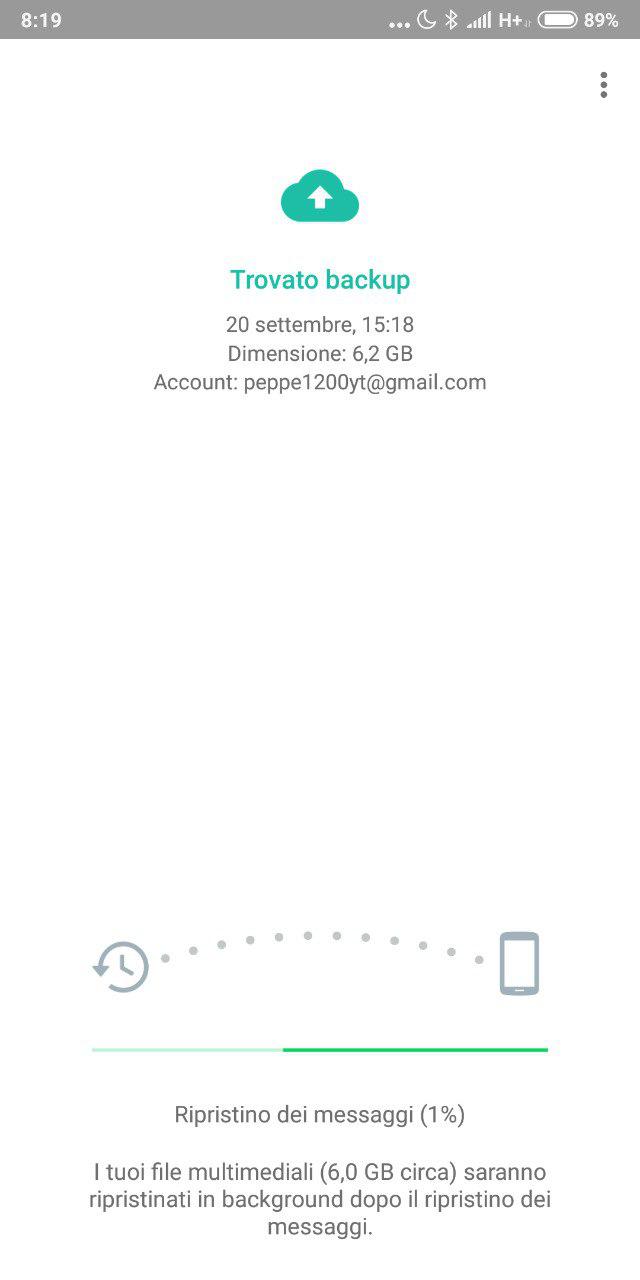 8:19
H+
89%
Trovato backup
20 settembre, 15:18
Dimensione: 6,2 GB
Account: peppe1200yt@gmail.com
Ripristino dei messaggi (1%)
I tuoi file multimediali (6,0 GB circa) saranno
ripristinati in background dopo il ripristino dei
messaggi.